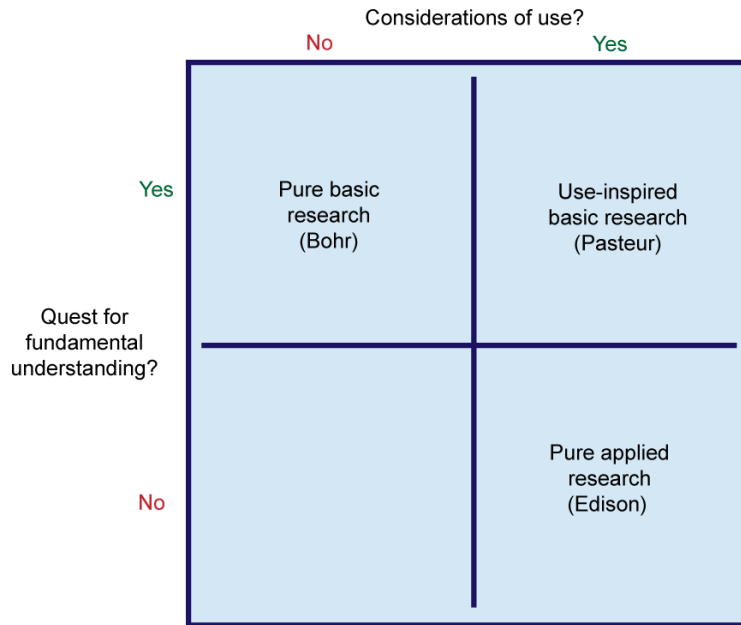 Considerations of use?
No
Yes
Yes
Pure basic
research
(Bohr)
Use-inspired
basic research
(Pasteur)
Quest for
fundamental
understanding?
No
Pure applied
research
(Edison)